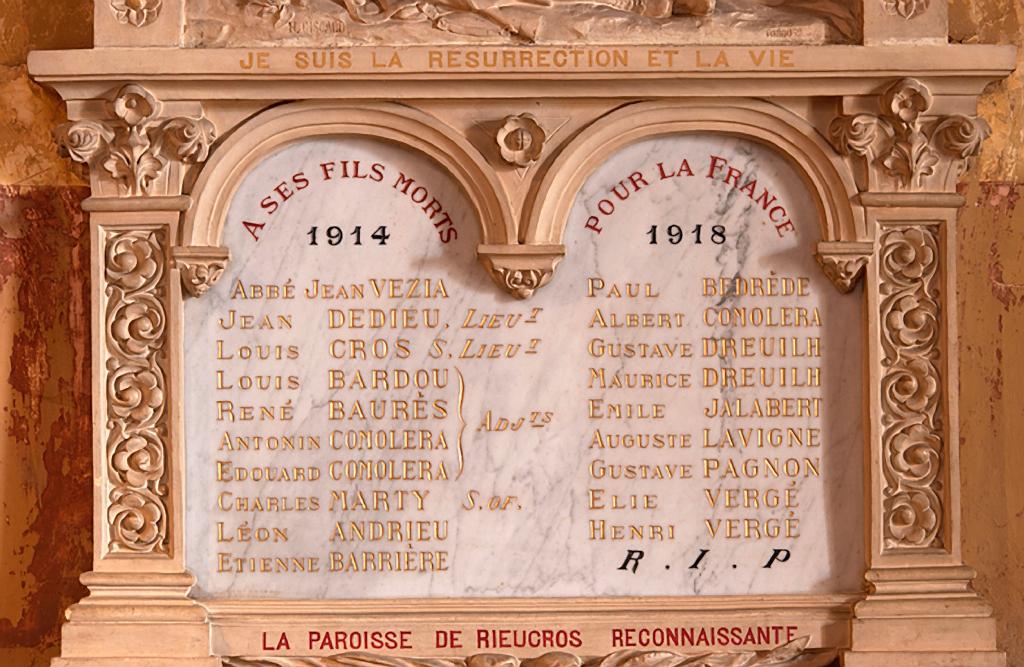 JE SUIS LA RESURRECTION ET LA VIE
A SES FILS MORTS
1914
ABBÉ JEAN VEZIA
JEAN DEDIEU. LIEUT
LOUIS CROS S. LIEUT
LOUIS BARDOU
RENÉ BAURÈS
ANTONIN COMOLERA
EDOUARD COMOLERA
ADJTS
CHARLES MARTY S.OF.
LÉON ANDRIEU
ETIENNE BARRIÈRE
POUR LA FRANCE
1918
PAUL BEDRÈDE
ALBERT COMOLERA
GUSTAVE DREUILH
MAURICE DREUILH
EMILE JALABERT
AUGUSTE LAVIGNE
GUSTAVE PAGNON
ELIE VERGÉ
HENRI VERGÉ
R.I.P
LA PAROISSE DE RIEUCROS RECONNAISSANTE